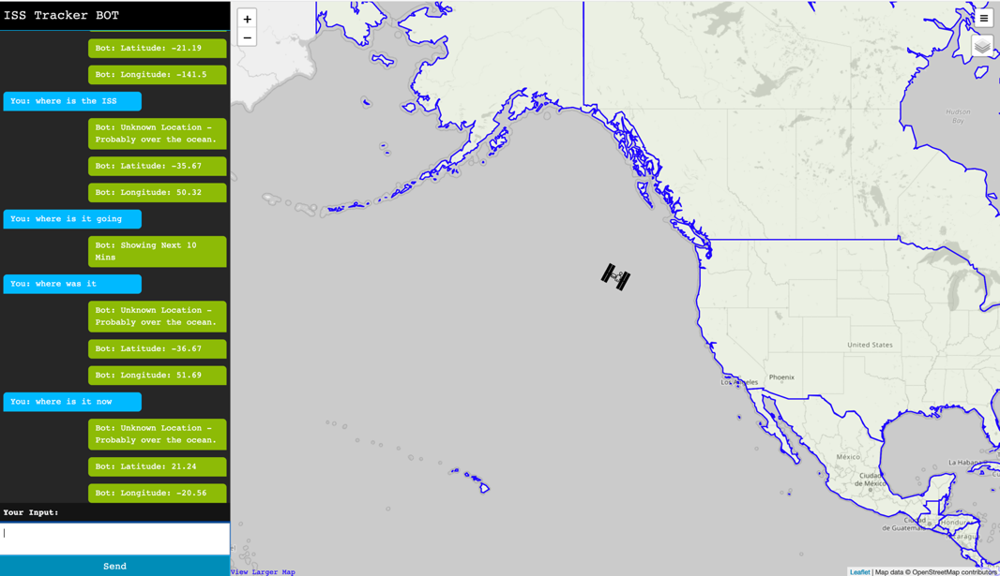 ISS Tracker BOT
Bot: Latitude: -21.19
Bot: Longitude: -141.5
You: where is the ISS
Bot: Unknown Location -
Probably over the ocean.
Bot: Latitude: -35.67
Bot: Longitude: 50.32
You: where is it going
Bot: Showing Next 10
Mins
You: where was it
Bot: Unknown Location -
Probably over the ocean.
Bot: Latitude: -36.67
Bot: Longitude: 51.69
You: where is it now
Bot: Unknown Location -
Probably over the ocean.
Bot: Latitude: 21.24
Bot: Longitude: -20.56
Your Input:
Send
+
−
Hudson
Bay
United States
Los Angeles
Phoenix
México
Ciudad
de México
La Habana
Ciudad
de Guatemala
Honduras
Nicaragua
View Larger Map
Leaflet | Map data © OpenStreetMap contributors